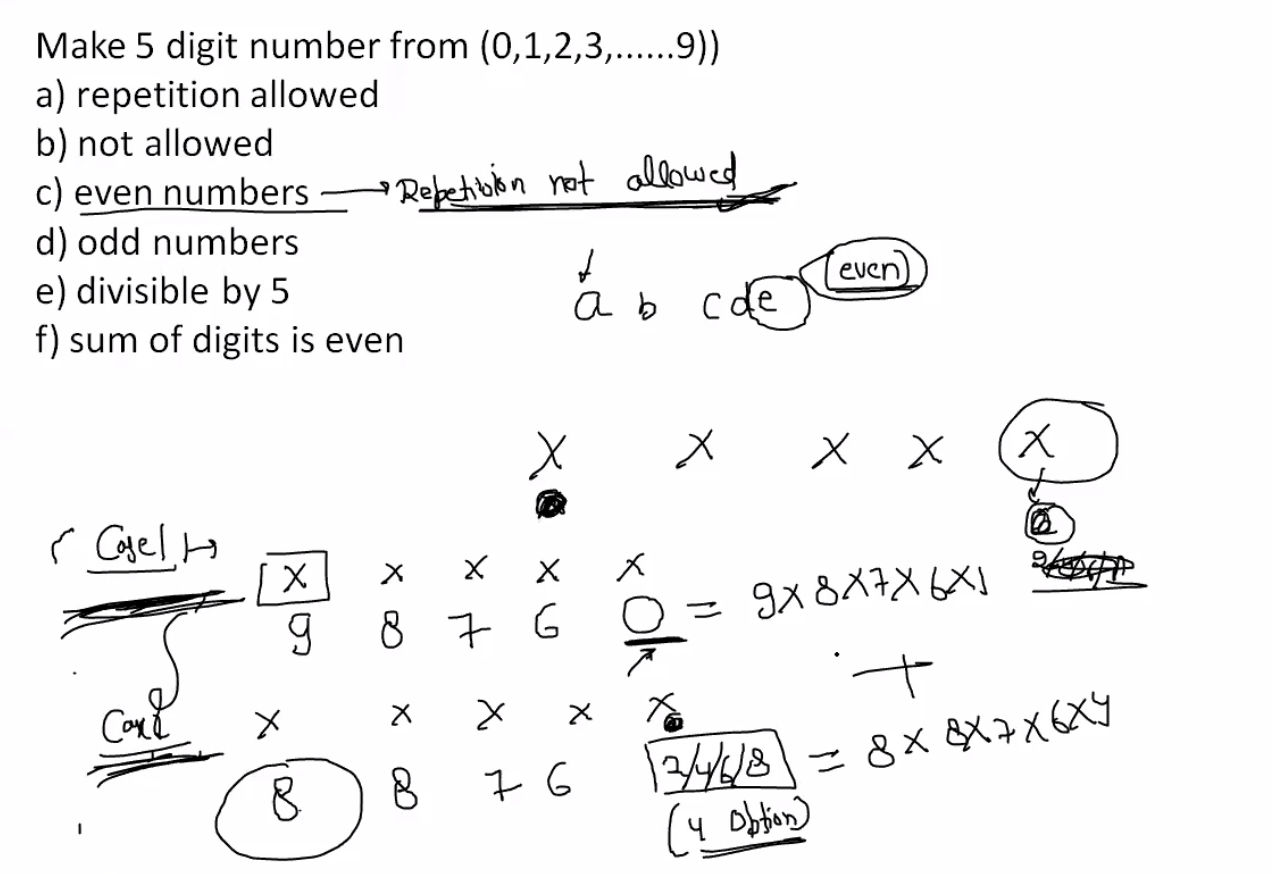 Make 5 digit number from (0,1,2,3,......9))
a) repetition allowed
b) not allowed
c) even numbers → Repetition not allowed
d) odd numbers
e) divisible by 5
f) sum of digits is even
a b c d e (even)
X X X X X
Case 1 → X X X X X
9 8 7 6 0 = 9 X 8 X 7 X 6 X 1
+
X X X X X
8 8 7 6 2/4/6/8 = 8 X 8 X 7 X 6 X 4
(4 Option)